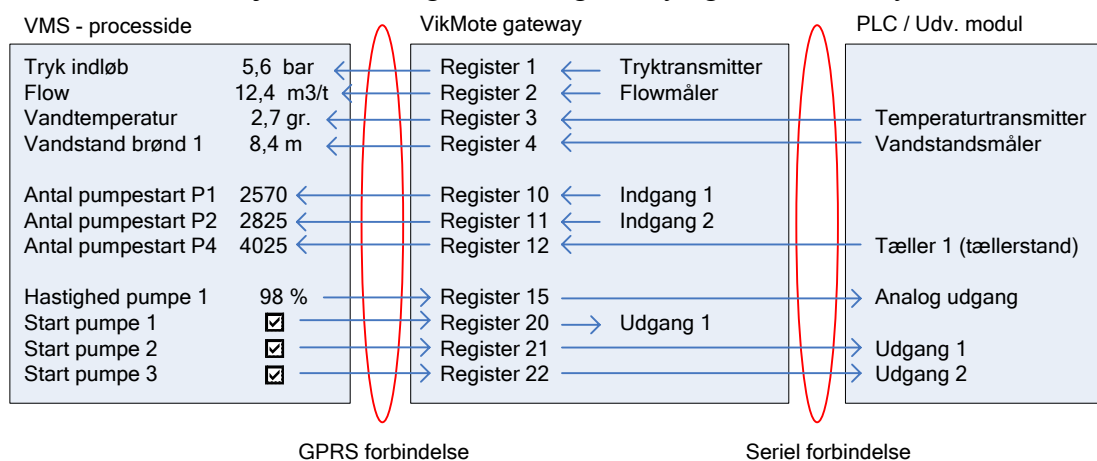 VMS - processide
VikMote gateway
PLC / Udv. modul
Tryk indløb 5,6 bar Register 1 Tryktransmitter
Flow 12,4 m3/t Register 2 Flowmåler
Vandtemperatur 2,7 gr. Register 3 Temperaturtransmitter
Vandstand brønd 1 8,4 m Register 4 Vandstandsmåler
Antal pumpestart P1 2570 Register 10 Indgang 1
Antal pumpestart P2 2825 Register 11 Indgang 2
Antal pumpestart P4 4025 Register 12 Tæller 1 (tællerstand)
Hastighed pumpe 1 98 % Register 15 Analog udgang
Start pumpe 1 Register 20 Udgang 1
Start pumpe 2 Register 21 Udgang 1
Start pumpe 3 Register 22 Udgang 2
GPRS forbindelse
Seriel forbindelse